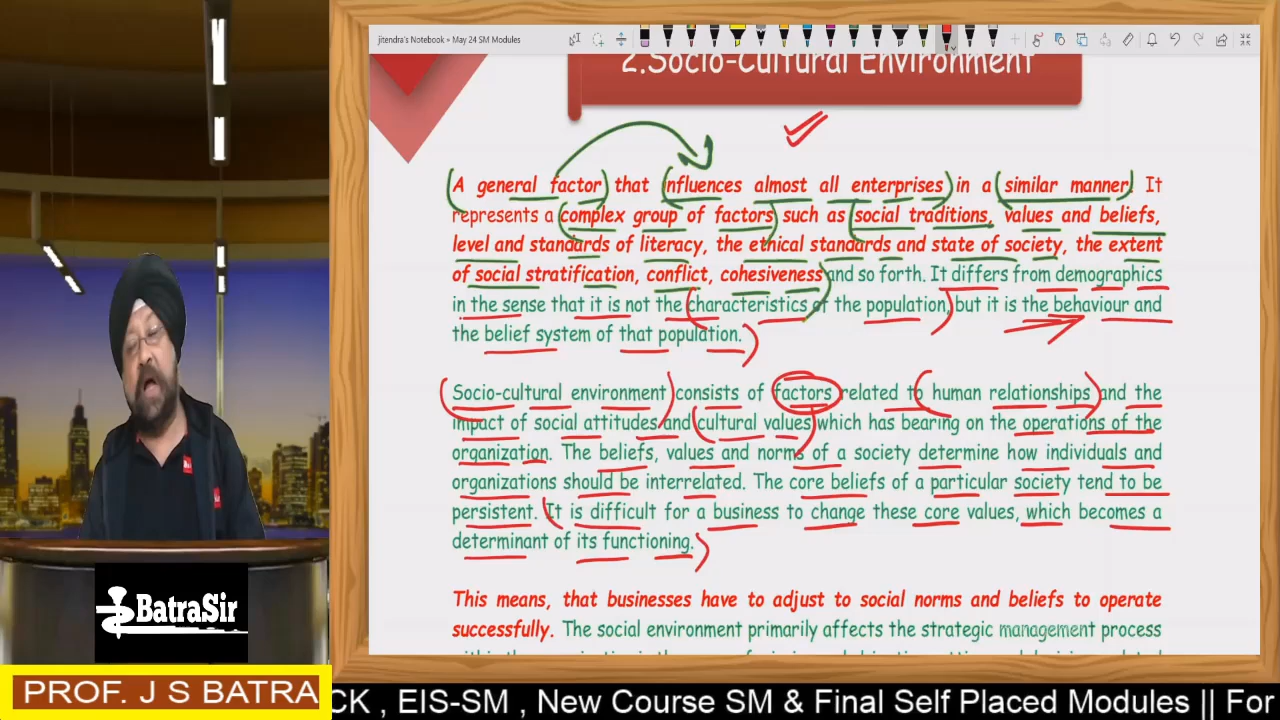 jitendra's Notebook » May 24 SM Modules
2.Socio-Cultural Environment
A general factor that influences almost all enterprises in a similar manner. It
represents a complex group of factors such as social traditions, values and beliefs,
level and standards of literacy, the ethical standards and state of society, the extent
of social stratification, conflict, cohesiveness and so forth. It differs from demographics
in the sense that it is not the characteristics of the population, but it is the behaviour and
the belief system of that population.
Socio-cultural environment consists of factors related to human relationships and the
impact of social attitudes and cultural values which has bearing on the operations of the
organization. The beliefs, values and norms of a society determine how individuals and
organizations should be interrelated. The core beliefs of a particular society tend to be
persistent. It is difficult for a business to change these core values, which becomes a
determinant of its functioning.
This means, that businesses have to adjust to social norms and beliefs to operate
successfully. The social environment primarily affects the strategic management process
BatraSir
PROF. J S BATRA
CK , EIS-SM , New Course SM & Final Self Placed Modules || For